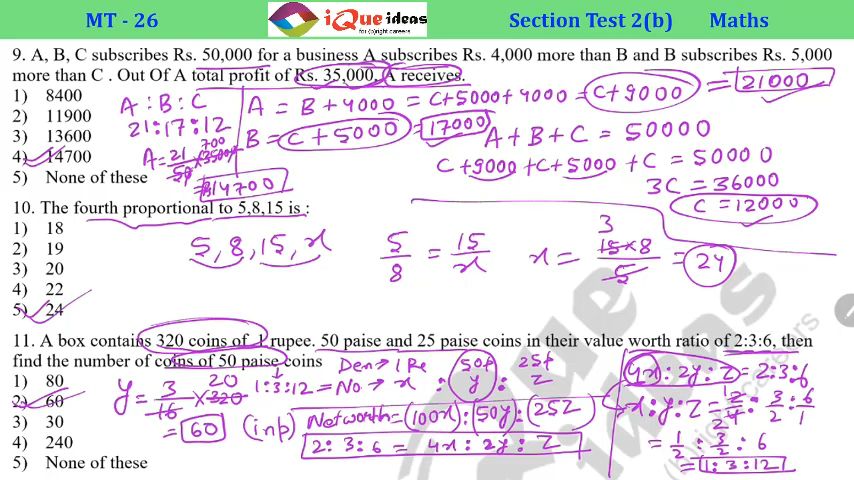 MT - 26
iQue ideas
for (b)right careers
Section Test 2(b) Maths
9. A, B, C subscribes Rs. 50,000 for a business A subscribes Rs. 4,000 more than B and B subscribes Rs. 5,000
more than C . Out Of A total profit of Rs. 35,000, A receives.
1) 8400
2) 11900
3) 13600
4) 14700
5) None of these
A : B : C
21:17:12
A = B+4000 = C+5000+4000 = C+9000 = 21000
B = C+5000 = 17000
A+B+C = 50000
C+9000 + C+5000 + C = 50000
3C = 36000
C = 12000
10. The fourth proportional to 5,8,15 is :
1) 18
2) 19
3) 20
4) 22
5) 24
5, 8, 15, x
5/8 = 15/x
x = 15×8/5 = 24
3
11. A box contains 320 coins of 1 rupee. 50 paise and 25 paise coins in their value worth ratio of 2:3:6, then
find the number of coins of 50 paise coins
1) 80
2) 60
3) 30
4) 240
5) None of these
y = 3/16 × 320
20
= 60
Den → 1 Re 50p 25p
1:3:12 = No → x : y : z
(in p) Networth = (100x) : (50y) : (25z)
2 : 3 : 6 = 4x : 2y : z
4x : 2y : z = 2:3:6
x : y : z = 2/4 : 3/2 : 6/1
= 1/2 : 3/2 : 6
= 1:3:12